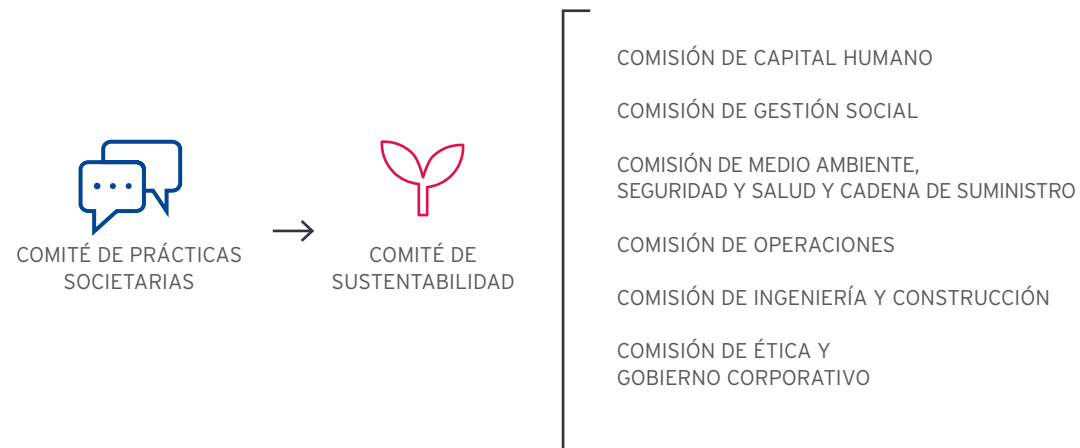 COMITÉ DE PRÁCTICAS
SOCIETARIAS
COMITÉ DE
SUSTENTABILIDAD
COMISIÓN DE CAPITAL HUMANO
COMISIÓN DE GESTIÓN SOCIAL
COMISIÓN DE MEDIO AMBIENTE,
SEGURIDAD Y SALUD Y CADENA DE SUMINISTRO
COMISIÓN DE OPERACIONES
COMISIÓN DE INGENIERÍA Y CONSTRUCCIÓN
COMISIÓN DE ÉTICA Y
GOBIERNO CORPORATIVO